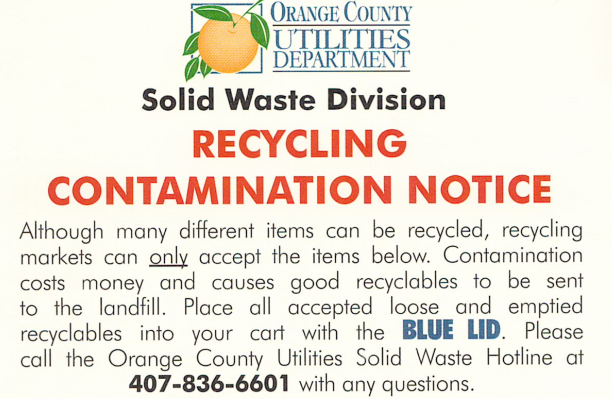 ORANGE COUNTY
UTILITIES
DEPARTMENT
Solid Waste Division
RECYCLING
CONTAMINATION NOTICE
Although many different items can be recycled, recycling
markets can only accept the items below. Contamination
costs money and causes good recyclables to be sent
to the landfill. Place all accepted loose and emptied
recyclables into your cart with the BLUE LID. Please
call the Orange County Utilities Solid Waste Hotline at
407-836-6601 with any questions.